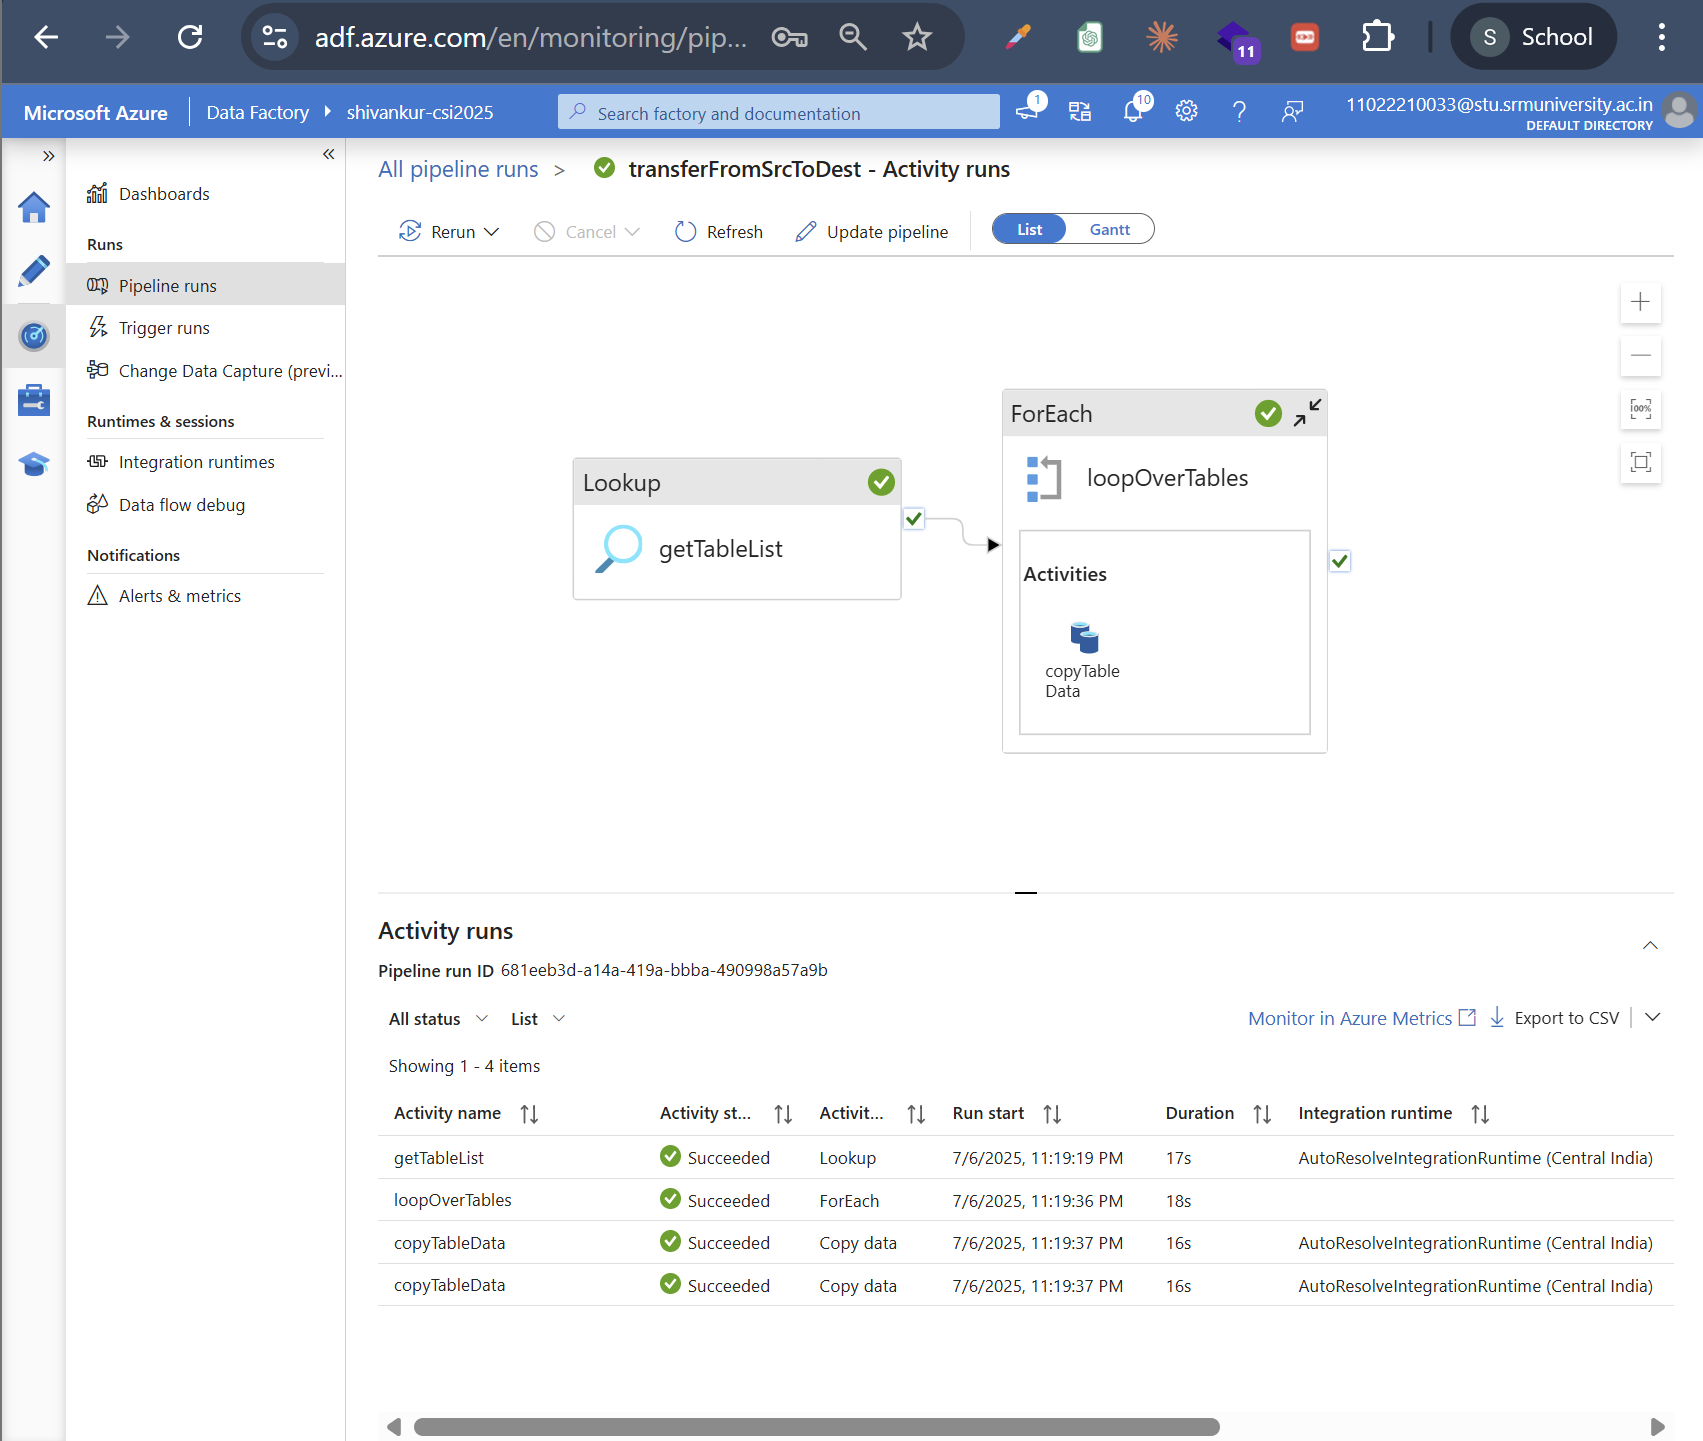 adf.azure.com/en/monitoring/pip...
11
S School
Microsoft Azure
Data Factory
shivankur-csi2025
Search factory and documentation
1
10
11022210033@stu.srmuniversity.ac.in
DEFAULT DIRECTORY
Dashboards
Runs
Pipeline runs
Trigger runs
Change Data Capture (previ...
Runtimes & sessions
Integration runtimes
Data flow debug
Notifications
Alerts & metrics
All pipeline runs > transferFromSrcToDest - Activity runs
Rerun Cancel Refresh Update pipeline List Gantt
100%
Lookup
getTableList
ForEach
loopOverTables
Activities
copyTable
Data
Activity runs
Pipeline run ID 681eeb3d-a14a-419a-bbba-490998a57a9b
All status List Monitor in Azure Metrics Export to CSV
Showing 1 - 4 items
Activity name Activity st... Activit... Run start Duration Integration runtime
getTableList Succeeded Lookup 7/6/2025, 11:19:19 PM 17s AutoResolveIntegrationRuntime (Central India)
loopOverTables Succeeded ForEach 7/6/2025, 11:19:36 PM 18s
copyTableData Succeeded Copy data 7/6/2025, 11:19:37 PM 16s AutoResolveIntegrationRuntime (Central India)
copyTableData Succeeded Copy data 7/6/2025, 11:19:37 PM 16s AutoResolveIntegrationRuntime (Central India)